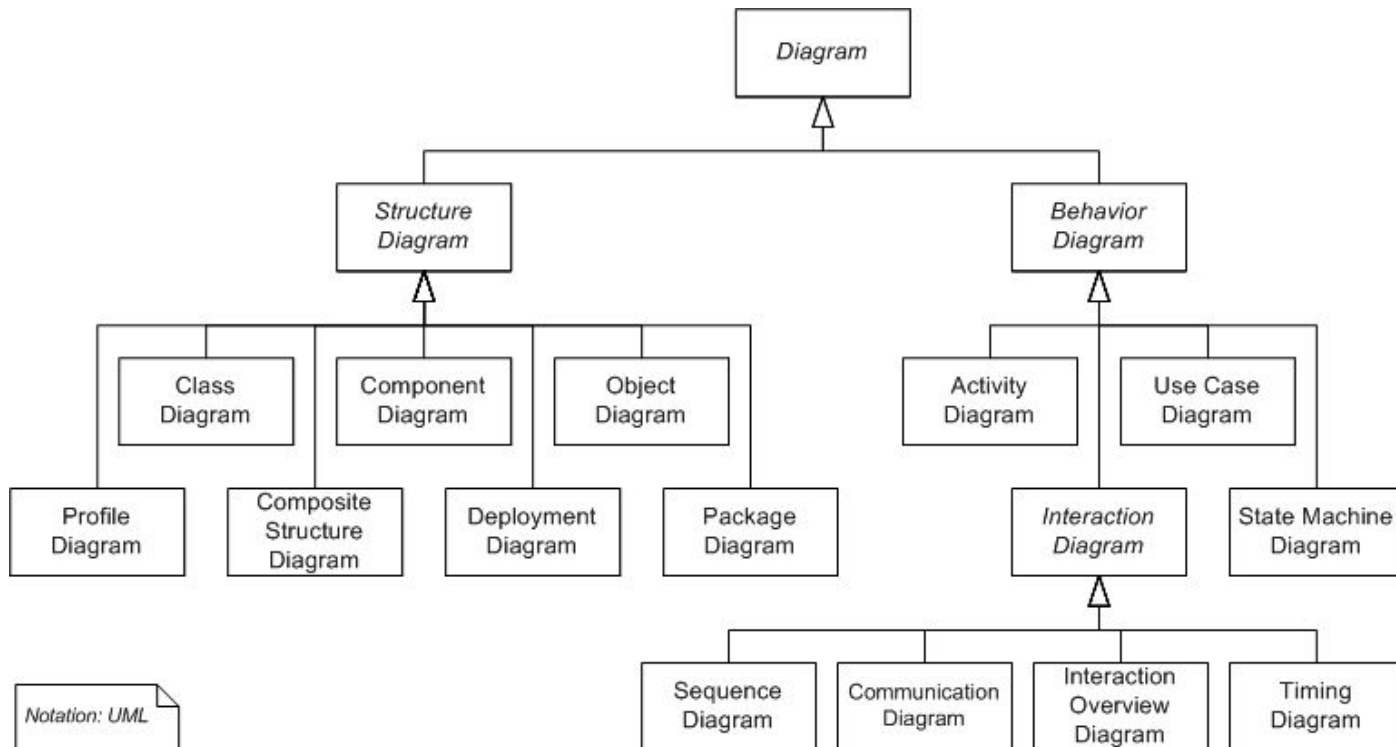 Diagram
Structure
Diagram
Behavior
Diagram
Class
Diagram
Component
Diagram
Object
Diagram
Activity
Diagram
Use Case
Diagram
Profile
Diagram
Composite
Structure
Diagram
Deployment
Diagram
Package
Diagram
Interaction
Diagram
State Machine
Diagram
Sequence
Diagram
Communication
Diagram
Interaction
Overview
Diagram
Timing
Diagram
Notation: UML